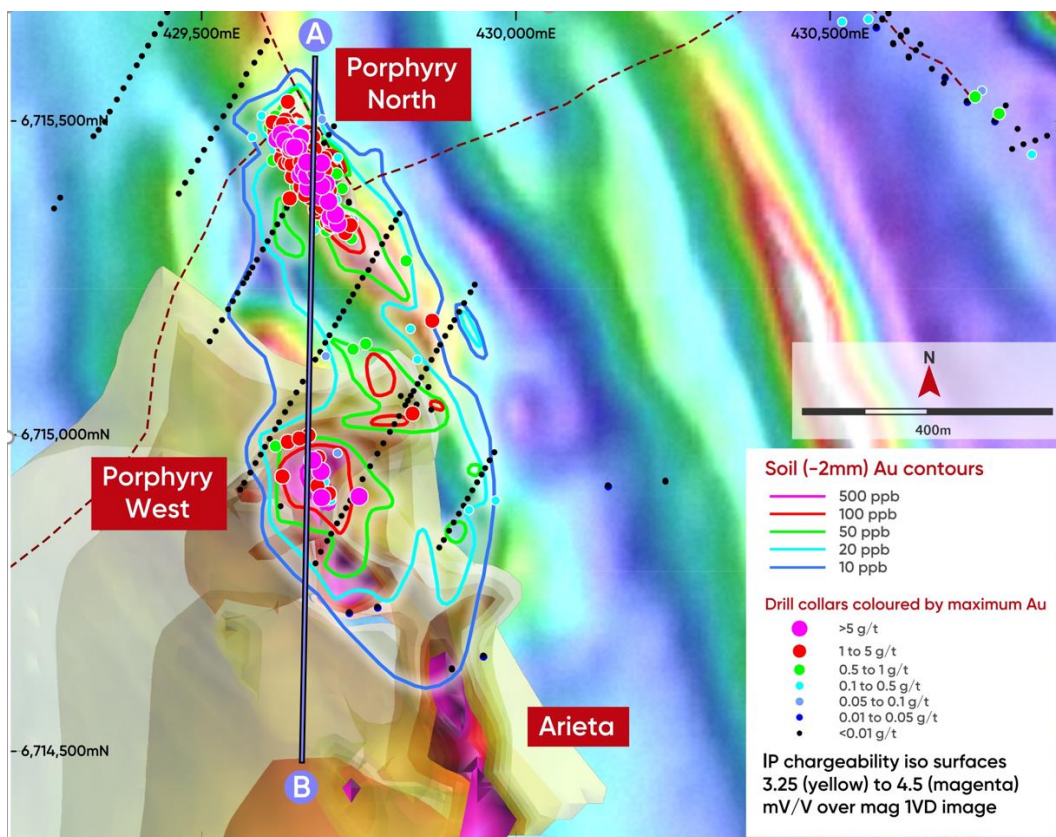 429,500mE
430,000mE
430,500mE
A
Porphyry
North
6,715,500mN
N
400m
6,715,000mN
Porphyry
West
Soil (-2mm) Au contours
500 ppb
100 ppb
50 ppb
20 ppb
10 ppb
Drill collars coloured by maximum Au
>5 g/t
1 to 5 g/t
0.5 to 1 g/t
0.1 to 0.5 g/t
0.05 to 0.1 g/t
0.01 to 0.05 g/t
<0.01 g/t
Arieta
6,714,500mN
IP chargeability iso surfaces
3.25 (yellow) to 4.5 (magenta)
mV/V over mag 1VD image
B